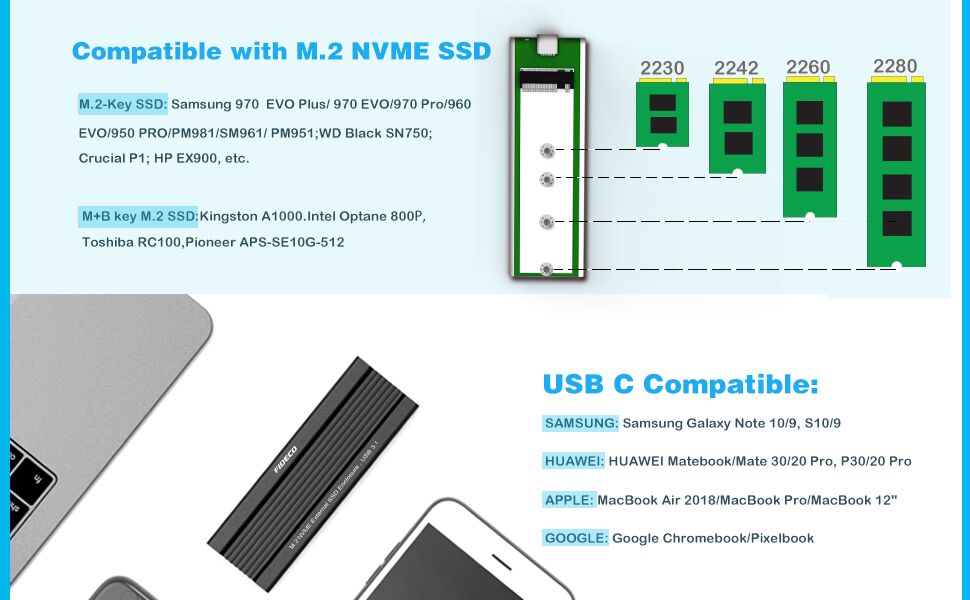 Compatible with M.2 NVME SSD
M.2-Key SSD: Samsung 970 EVO Plus/ 970 EVO/970 Pro/960
EVO/950 PRO/PM981/SM961/ PM951;WD Black SN750;
Crucial P1; HP EX900, etc.
M+B key M.2 SSD:Kingston A1000.Intel Optane 800P,
Toshiba RC100,Pioneer APS-SE10G-512
2230 2242 2260 2280
FIDECO
M.2 NVME External SSD Enclosure , USB 3.1
fn
USB C Compatible:
SAMSUNG: Samsung Galaxy Note 10/9, S10/9
HUAWEI: HUAWEI Matebook/Mate 30/20 Pro, P30/20 Pro
APPLE: MacBook Air 2018/MacBook Pro/MacBook 12"
GOOGLE: Google Chromebook/Pixelbook